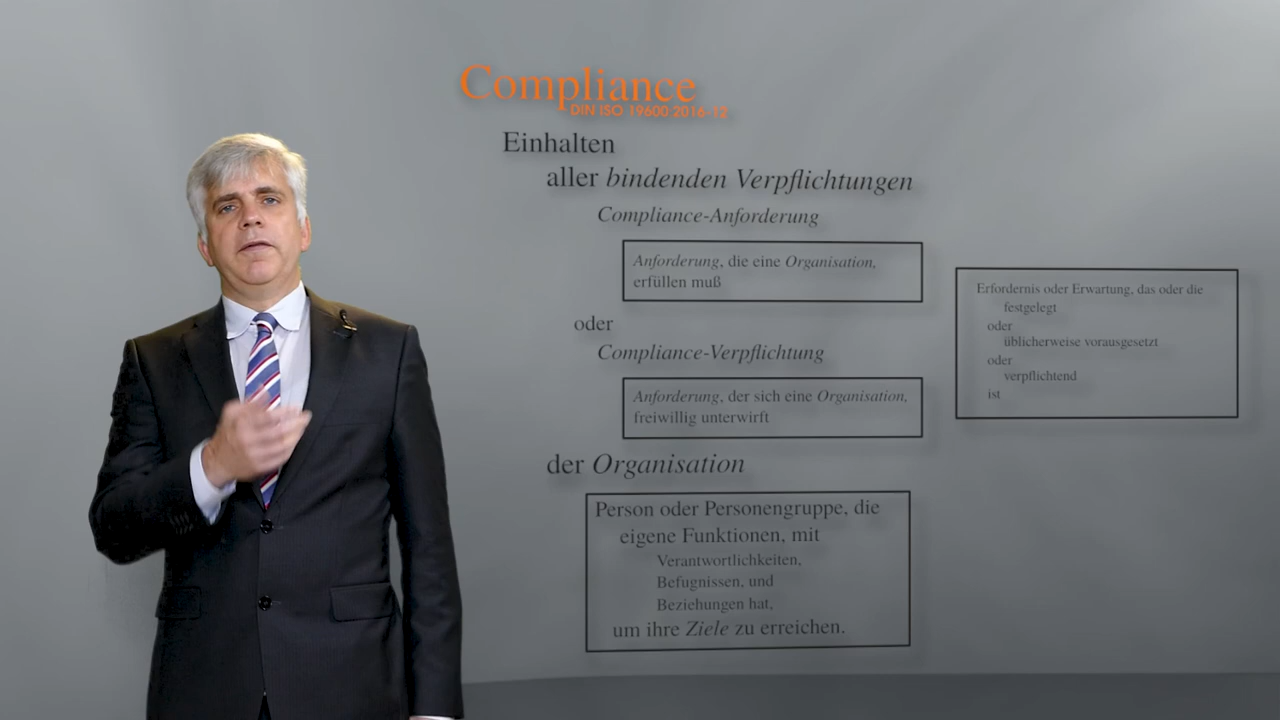 Compliance
DIN ISO 19600 2016-12
Einhalten
aller bindenden Verpflichtungen
Compliance-Anforderung
Anforderung, die eine Organisation,
erfüllen muß
oder
Compliance-Verpflichtung
Anforderung, der sich eine Organisation,
freiwillig unterwirft
der Organisation
Person oder Personengruppe, die
eigene Funktionen, mit
Verantwortlichkeiten,
Befugnissen, und
Beziehungen hat,
um ihre Ziele zu erreichen.
Erfordernis oder Erwartung, das oder die
festgelegt
oder
üblicherweise vorausgesetzt
oder
verpflichtend
ist